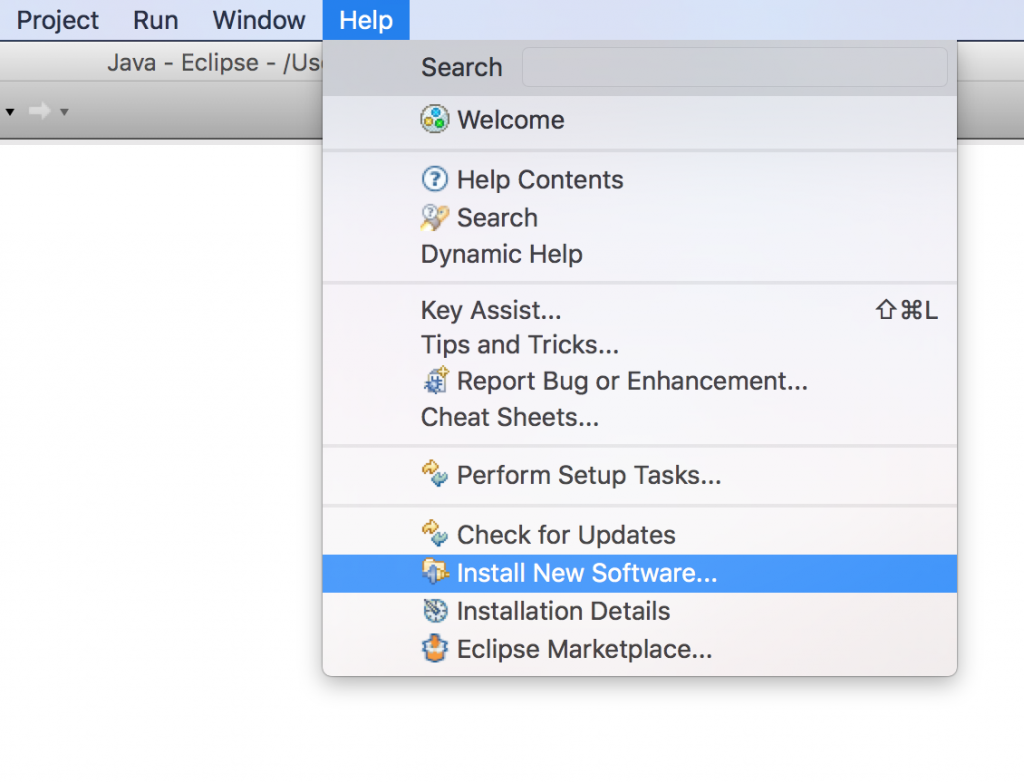 Project Run Window Help
Java - Eclipse - /Us
Search
Welcome
Help Contents
Search
Dynamic Help
Key Assist... ⇧⌘L
Tips and Tricks...
Report Bug or Enhancement...
Cheat Sheets...
Perform Setup Tasks...
Check for Updates
Install New Software...
Installation Details
Eclipse Marketplace...